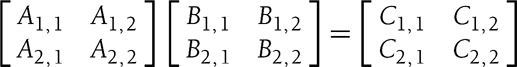 [ A1,1 A1,2 ] [ B1,1 B1,2 ] = [ C1,1 C1,2 ]
[ A2,1 A2,2 ] [ B2,1 B2,2 ] = [ C2,1 C2,2 ]